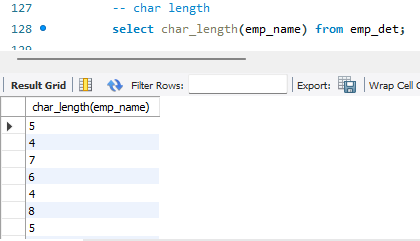 127 -- char length
128 select char_length(emp_name) from emp_det;
129
Result Grid Filter Rows: Export: Wrap Cell C
char_length(emp_name)
5
4
7
6
4
8
5